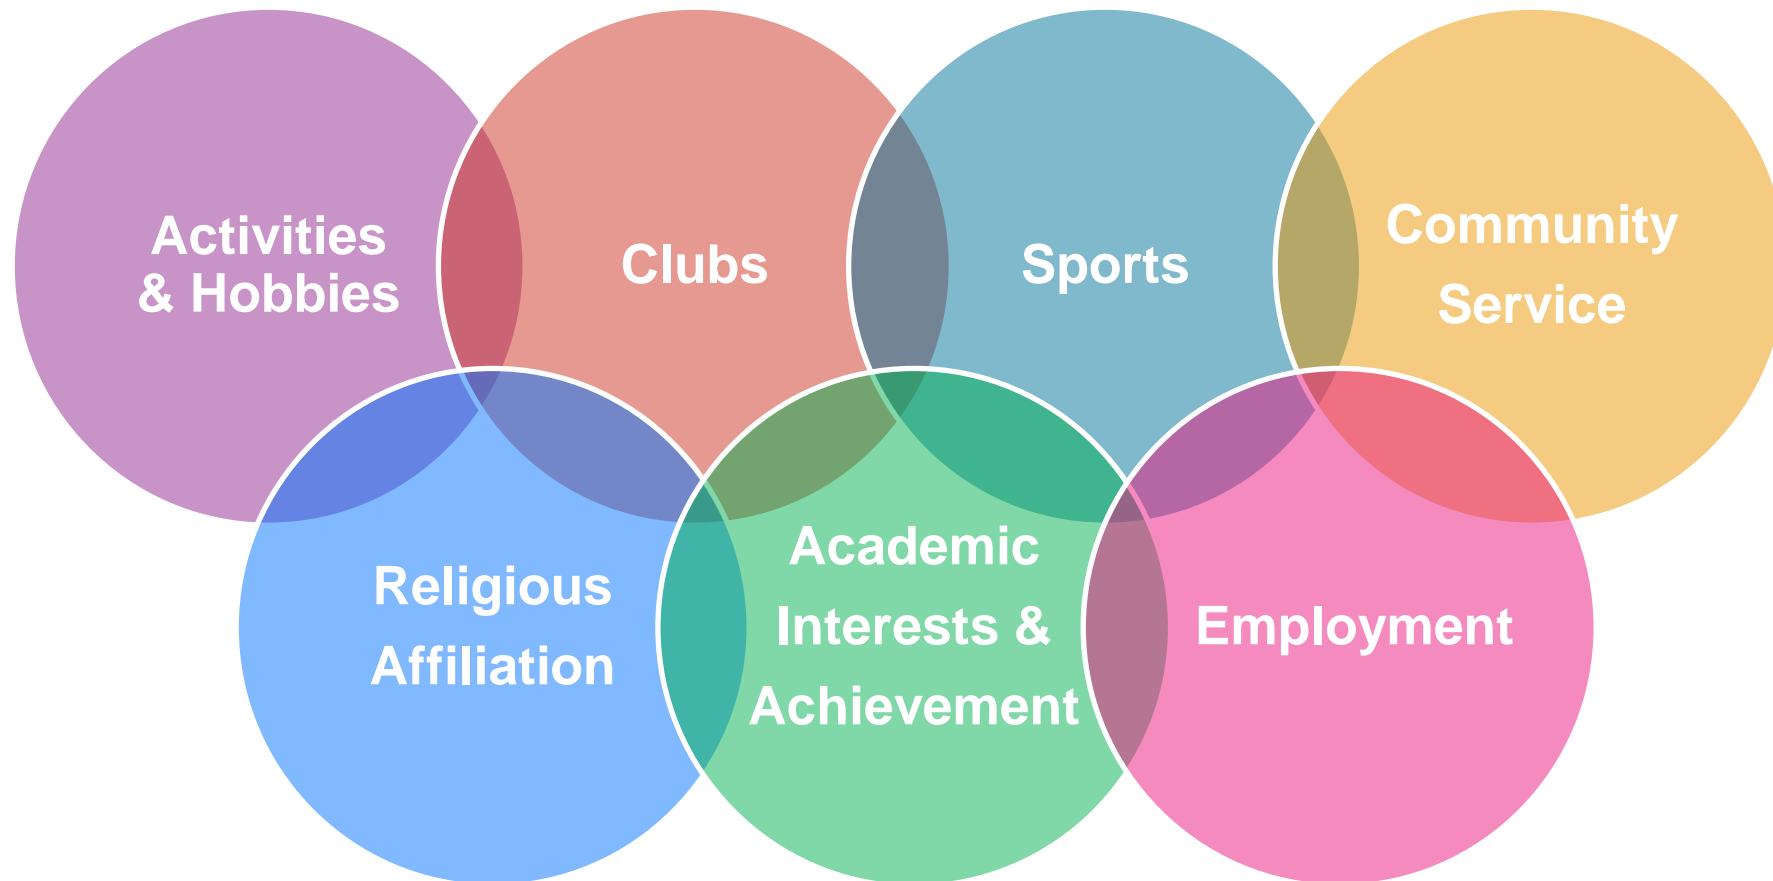 Activities
& Hobbies
Clubs
Sports
Community
Service
Religious
Affiliation
Academic
Interests &
Achievement
Employment